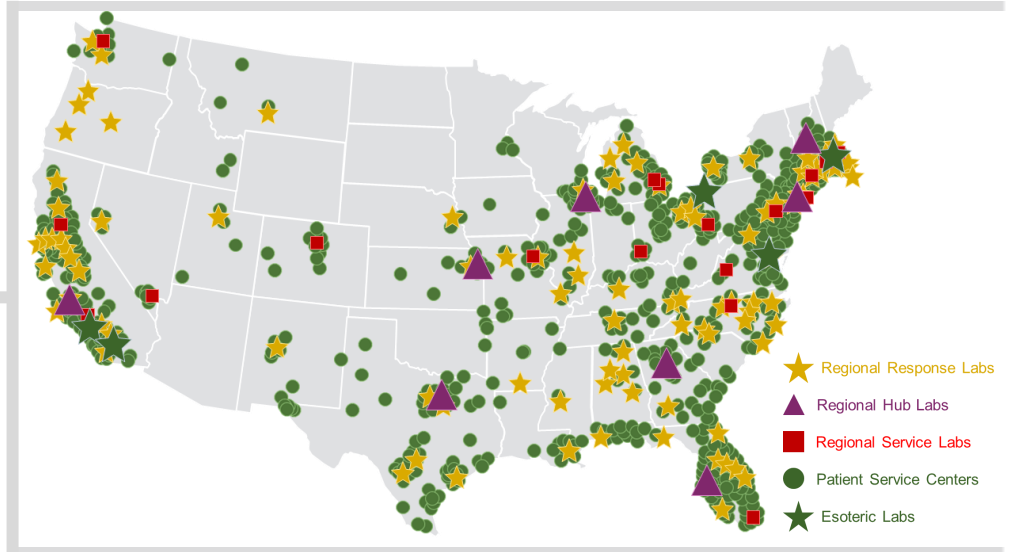 Regional Response Labs
Regional Hub Labs
Regional Service Labs
Patient Service Centers
Esoteric Labs